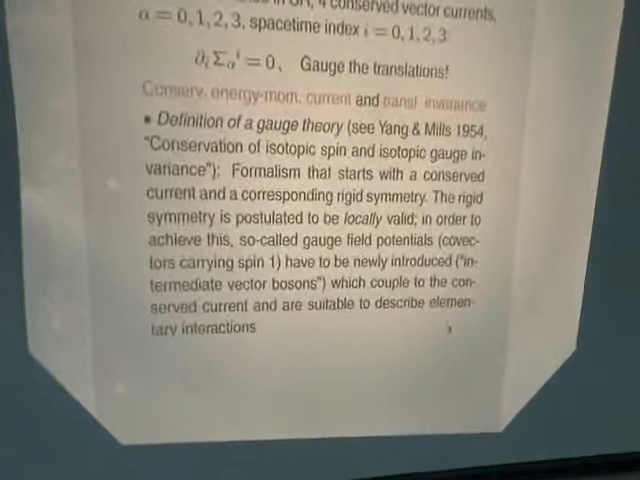 conserved vector currents,
α = 0, 1, 2, 3, spacetime index i = 0, 1, 2, 3
∂ᵢ Σₐⁱ = 0, Gauge the translations!
Conserv. energy-mom. current and transl. invariance
• Definition of a gauge theory (see Yang & Mills 1954,
"Conservation of isotopic spin and isotopic gauge in-
variance"): Formalism that starts with a conserved
current and a corresponding rigid symmetry. The rigid
symmetry is postulated to be locally valid; in order to
achieve this, so-called gauge field potentials (covec-
tors carrying spin 1) have to be newly introduced ("in-
termediate vector bosons") which couple to the con-
served current and are suitable to describe elemen-
tary interactions